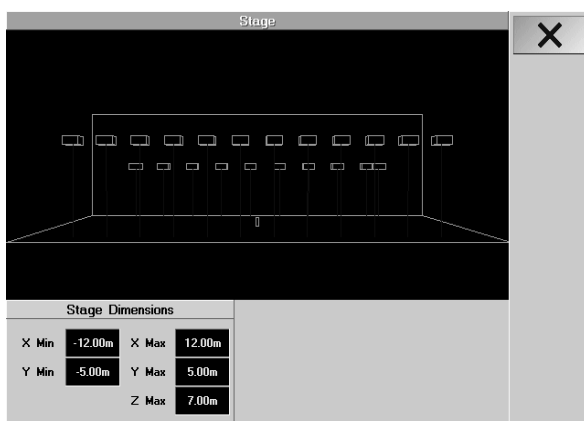 Stage
Stage Dimensions
X Min -12.00m X Max 12.00m
Y Min -5.00m Y Max 5.00m
Z Max 7.00m